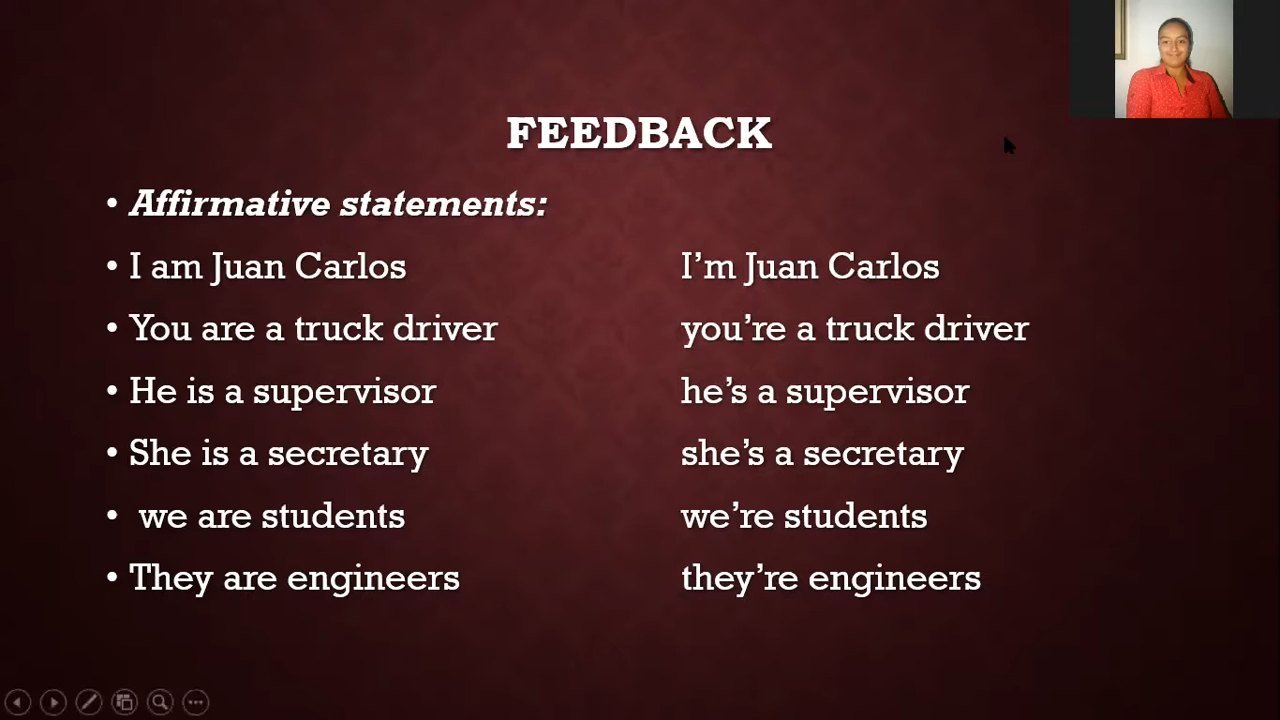 FEEDBACK
• Affirmative statements:
• I am Juan Carlos I’m Juan Carlos
• You are a truck driver you’re a truck driver
• He is a supervisor he’s a supervisor
• She is a secretary she’s a secretary
• we are students we’re students
• They are engineers they’re engineers